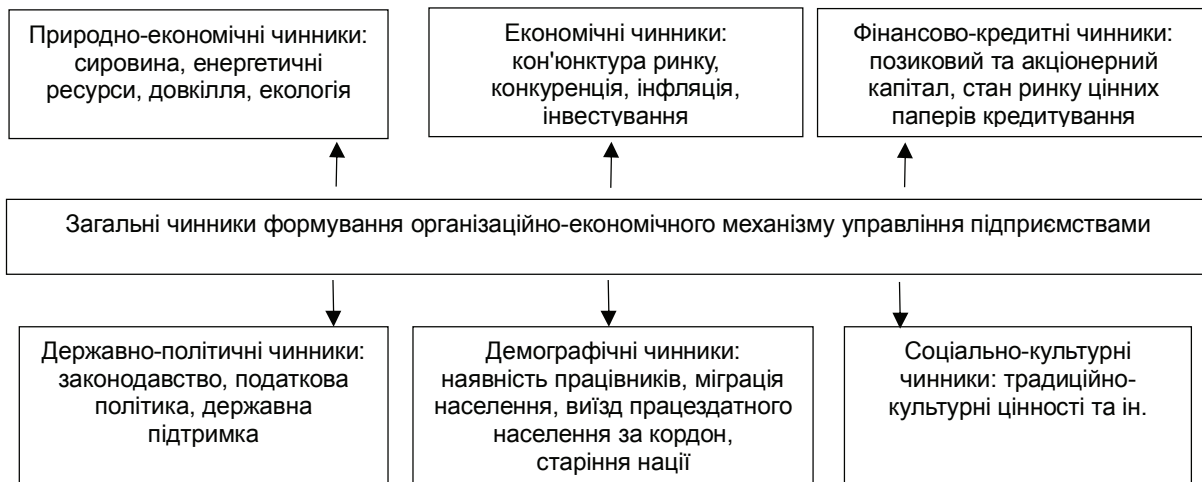 Природно-економічні чинники:
сировина, енергетичні
ресурси, довкілля, екологія
Економічні чинники:
кон'юнктура ринку,
конкуренція, інфляція,
інвестування
Фінансово-кредитні чинники:
позиковий та акціонерний
капітал, стан ринку цінних
паперів кредитування
Загальні чинники формування організаційно-економічного механізму управління підприємствами
Державно-політичні чинники:
законодавство, податкова
політика, державна
підтримка
Демографічні чинники:
наявність працівників, міграція
населення, виїзд працездатного
населення за кордон,
старіння нації
Соціально-культурні
чинники: традиційно-
культурні цінності та ін.